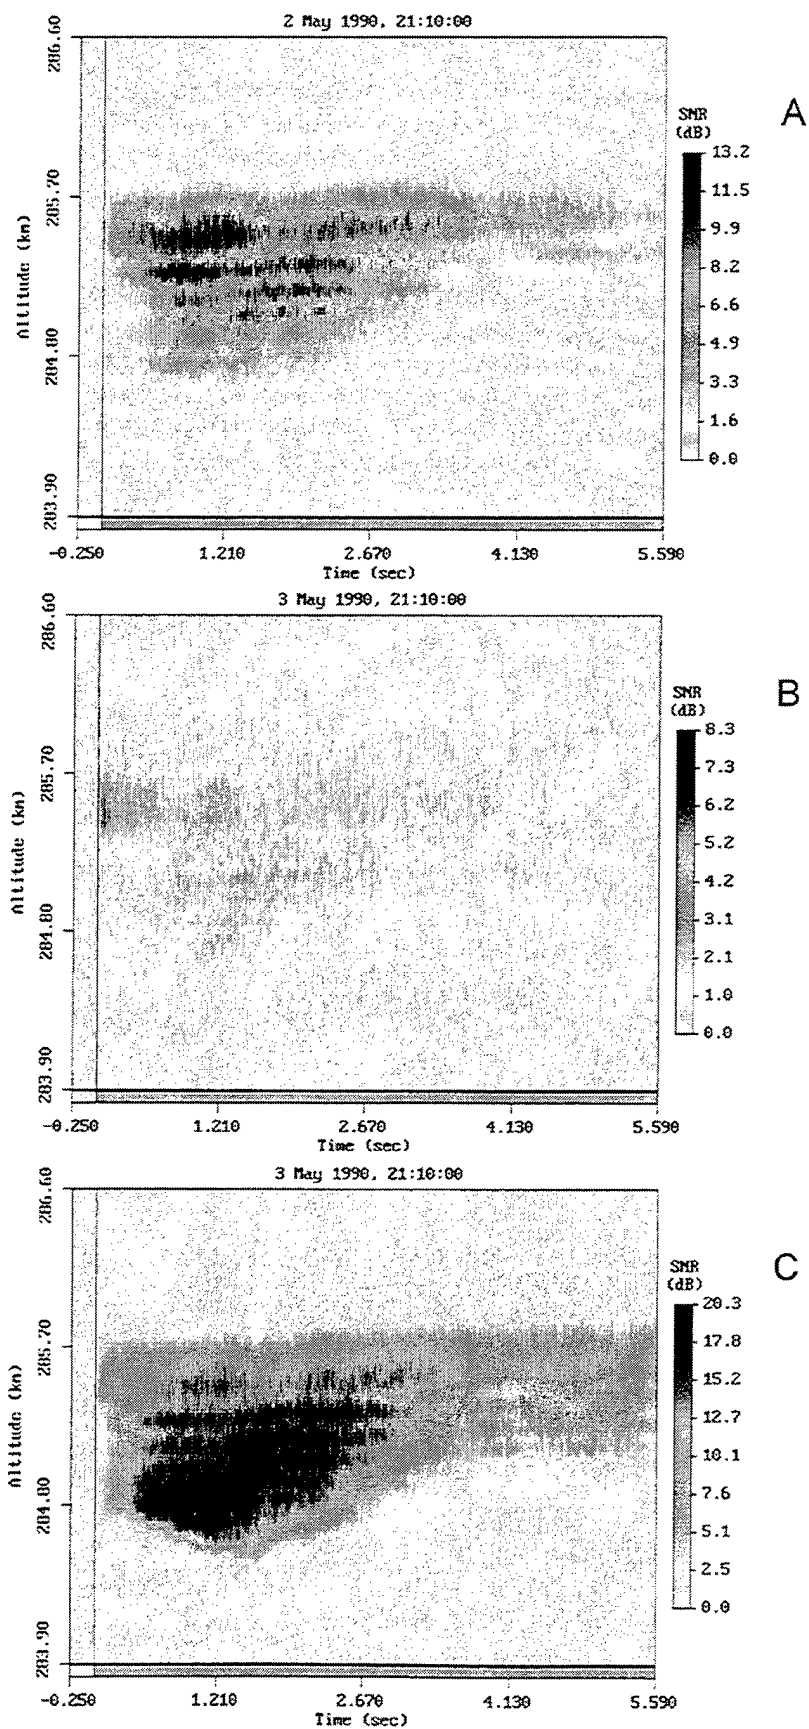 2 May 1990, 21:10:00
A
SNR
(dB)
286.60
285.70
284.80
283.90
Altitude (km)
13.2
11.5
9.9
8.2
6.6
4.9
3.3
1.6
0.0
-0.250 1.210 2.670 4.130 5.590
Time (sec)
3 May 1990, 21:10:00
B
SNR
(dB)
286.60
285.70
284.80
283.90
Altitude (km)
8.3
7.3
6.2
5.2
4.2
3.1
2.1
1.0
0.0
-0.250 1.210 2.670 4.130 5.590
Time (sec)
3 May 1990, 21:10:00
C
SNR
(dB)
286.60
285.70
284.80
283.90
Altitude (km)
20.3
17.8
15.2
12.7
10.1
7.6
5.1
2.5
0.0
-0.250 1.210 2.670 4.130 5.590
Time (sec)